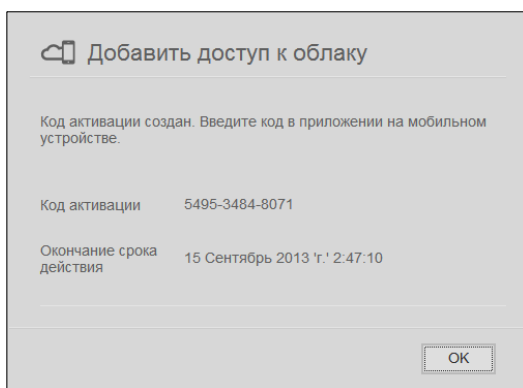 Добавить доступ к облаку
Код активации создан. Введите код в приложении на мобильном
устройстве.
Код активации 5495-3484-8071
Окончание срока
действия 15 Сентябрь 2013 'г.' 2:47:10
OK